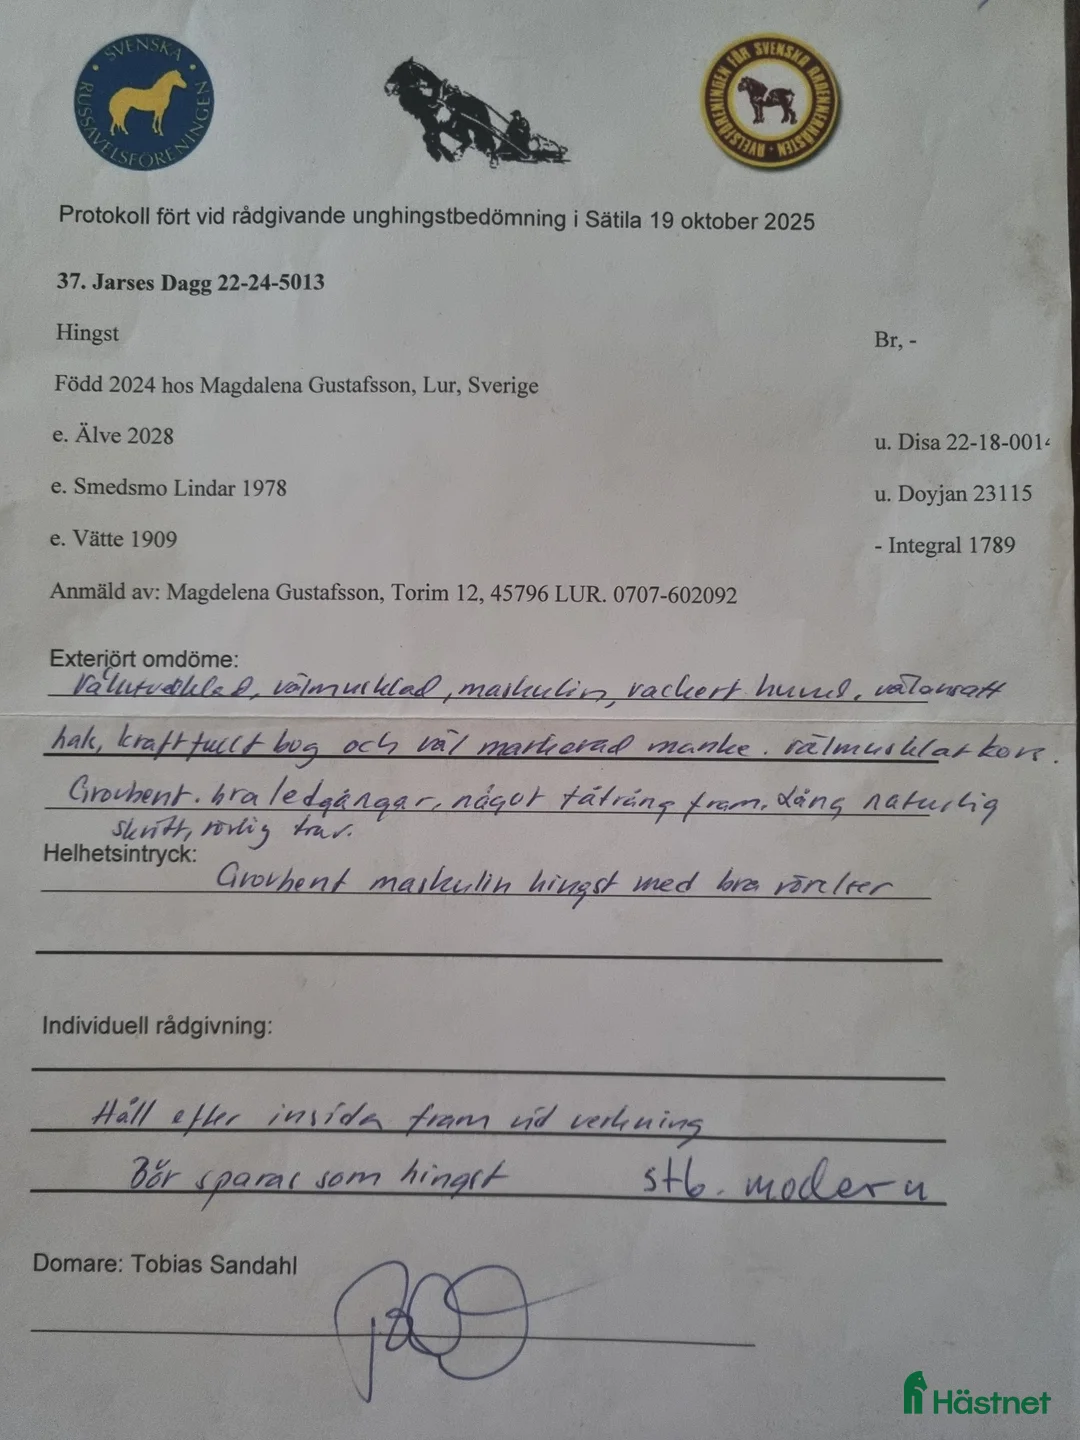 SVENSKA RUSSAVELSFÖRENINGEN
AVELSFÖRENINGEN FÖR SVENSKA ARDENNERHÄSTEN
Protokoll fört vid rådgivande unghingstbedömning i Sätila 19 oktober 2025
37. Jarses Dagg 22-24-5013
Hingst Br, -
Född 2024 hos Magdalena Gustafsson, Lur, Sverige
e. Älve 2028 u. Disa 22-18-001
e. Smedsmo Lindar 1978 u. Doyjan 23115
e. Vätte 1909 - Integral 1789
Anmäld av: Magdelena Gustafsson, Torim 12, 45796 LUR. 0707-602092
Exteriört omdöme:
Välutvecklad, välmusklad, maskulin, vackert huvud, välansatt
hals, kraftfull bog och väl markerad manke. välmusklat kors.
Grovbent. bra ledgångar, något tåtrång fram. Lång naturlig
skritt, rörlig trav.
Helhetsintryck:
Grovbent maskulin hingst med bra rörelser
Individuell rådgivning:
Håll efter insida fram vid verkning
Bör sparas som hingst stb. moder u
Domare: Tobias Sandahl
Hästnet